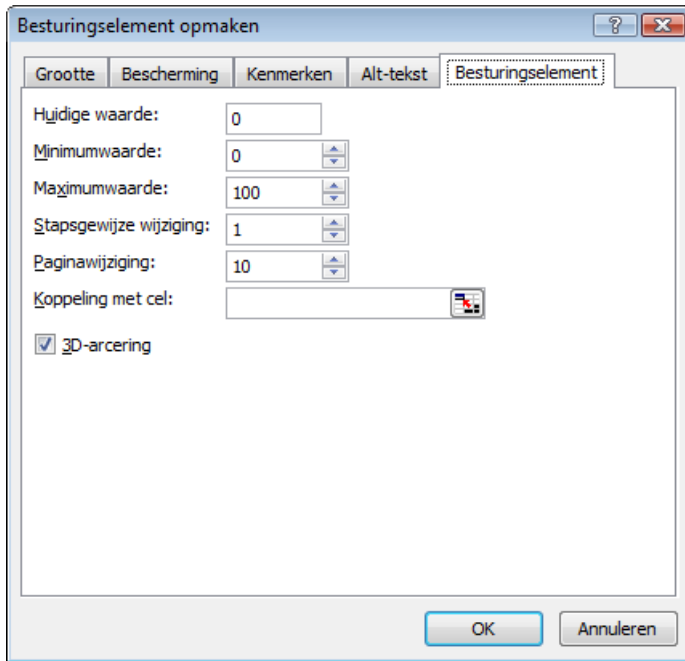 Besturingselement opmaken
Grootte Bescherming Kenmerken Alt-tekst Besturingselement
Huidige waarde: 0
Minimumwaarde: 0
Maximumwaarde: 100
Stapsgewijze wijziging: 1
Paginawijziging: 10
Koppeling met cel:
3D-arcering
OK Annuleren